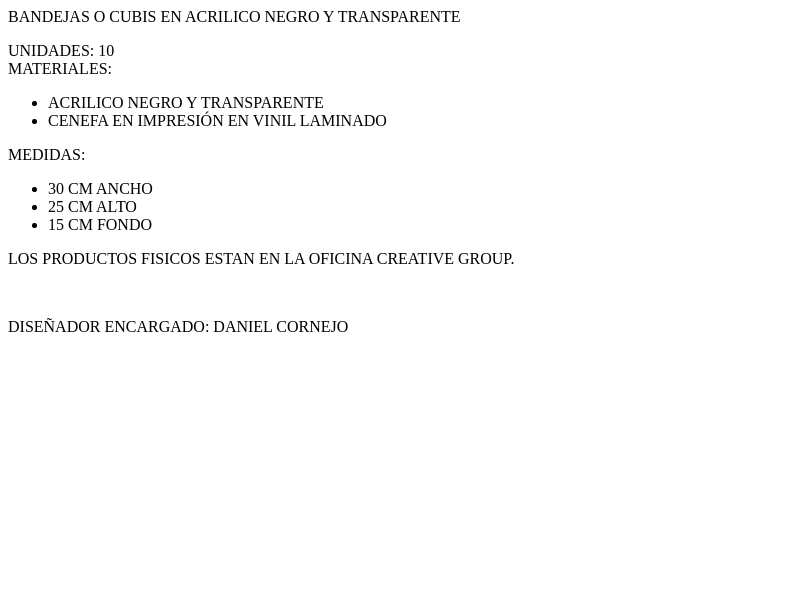 BANDEJAS O CUBIS EN ACRILICO NEGRO Y TRANSPARENTE
UNIDADES: 10
MATERIALES:
ACRILICO NEGRO Y TRANSPARENTE
CENEFA EN IMPRESIÓN EN VINIL LAMINADO
MEDIDAS:
30 CM ANCHO
25 CM ALTO
15 CM FONDO
LOS PRODUCTOS FISICOS ESTAN EN LA OFICINA CREATIVE GROUP.
DISEÑADOR ENCARGADO: DANIEL CORNEJO